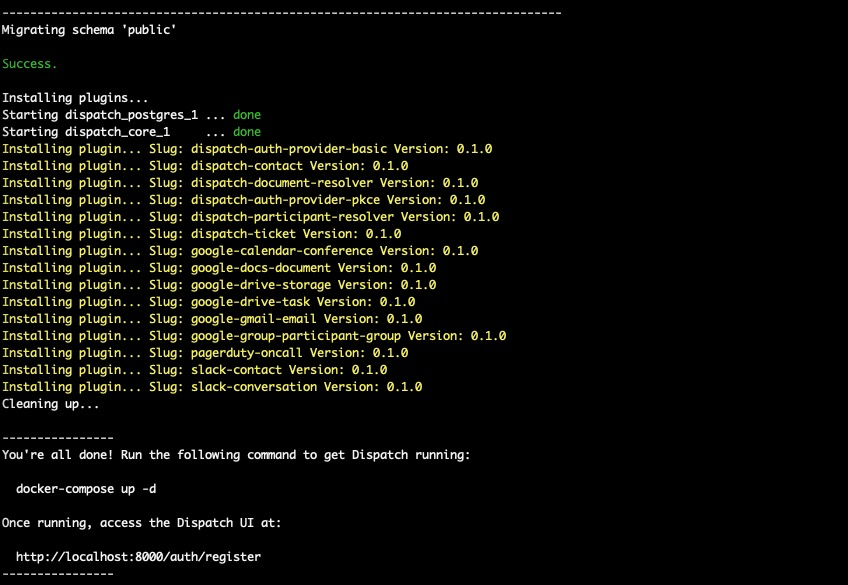 --------------------------------------------------------------------------------
Migrating schema 'public'
Success.
Installing plugins...
Starting dispatch_postgres_1 ... done
Starting dispatch_core_1     ... done
Installing plugin... Slug: dispatch-auth-provider-basic Version: 0.1.0
Installing plugin... Slug: dispatch-contact Version: 0.1.0
Installing plugin... Slug: dispatch-document-resolver Version: 0.1.0
Installing plugin... Slug: dispatch-auth-provider-pkce Version: 0.1.0
Installing plugin... Slug: dispatch-participant-resolver Version: 0.1.0
Installing plugin... Slug: dispatch-ticket Version: 0.1.0
Installing plugin... Slug: google-calendar-conference Version: 0.1.0
Installing plugin... Slug: google-docs-document Version: 0.1.0
Installing plugin... Slug: google-drive-storage Version: 0.1.0
Installing plugin... Slug: google-drive-task Version: 0.1.0
Installing plugin... Slug: google-gmail-email Version: 0.1.0
Installing plugin... Slug: google-group-participant-group Version: 0.1.0
Installing plugin... Slug: pagerduty-oncall Version: 0.1.0
Installing plugin... Slug: slack-contact Version: 0.1.0
Installing plugin... Slug: slack-conversation Version: 0.1.0
Cleaning up...
----------------
You're all done! Run the following command to get Dispatch running:
  docker-compose up -d
Once running, access the Dispatch UI at:
  http://localhost:8000/auth/register
----------------